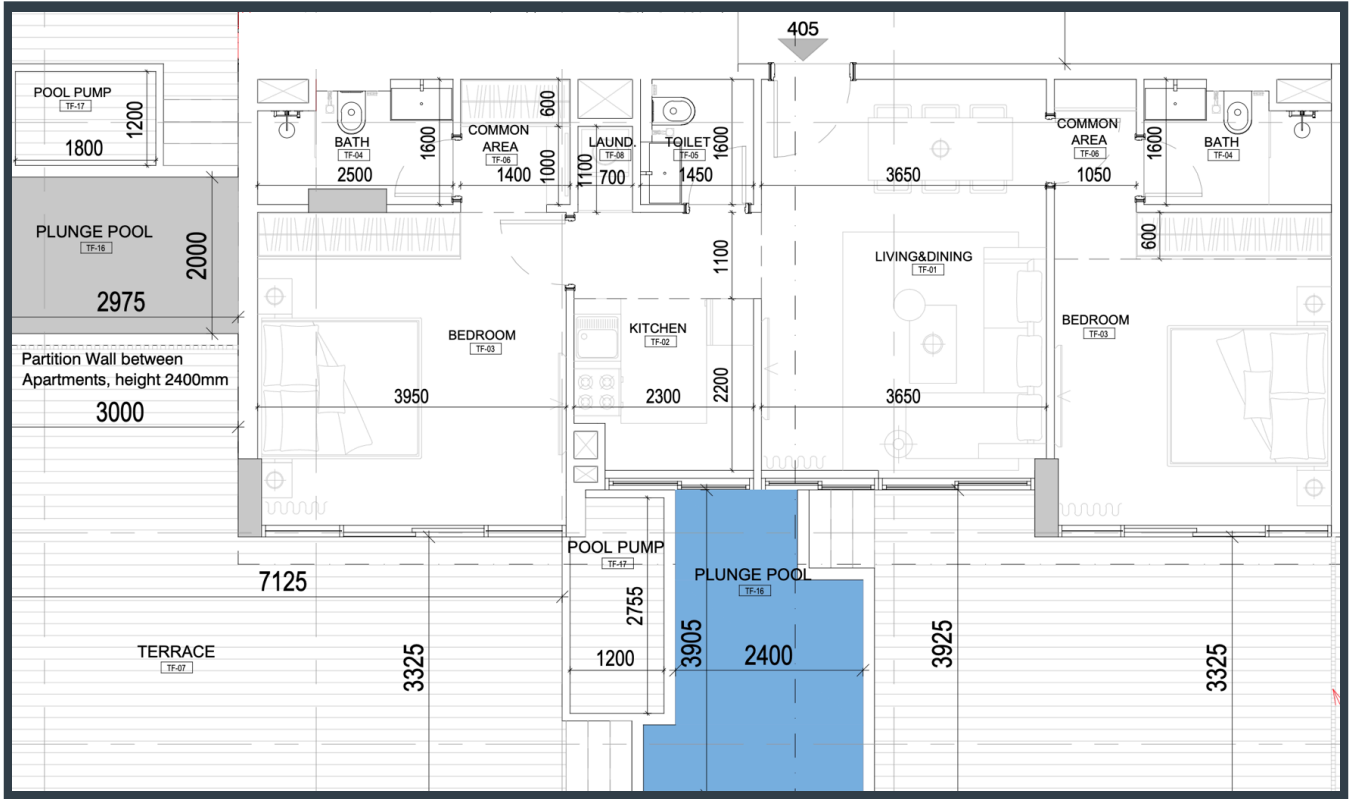 405
POOL PUMP
TF-17
1200
1800
BATH
TF-04
1600
2500
COMMON
AREA
TF-06
600
1000
1400
LAUND.
TF-08
1100
700
TOILET
TF-05
1600
1450
3650
COMMON
AREA
TF-06
1050
1600
BATH
TF-04
PLUNGE POOL
TF-16
2000
2975
1100
LIVING&DINING
TF-01
600
BEDROOM
TF-03
KITCHEN
TF-02
BEDROOM
TF-03
Partition Wall between
Apartments, height 2400mm
3000
3950
2300
2200
3650
POOL PUMP
TF-17
2755
1200
PLUNGE POOL
TF-16
3905
2400
7125
TERRACE
TF-07
3325
3925
3325